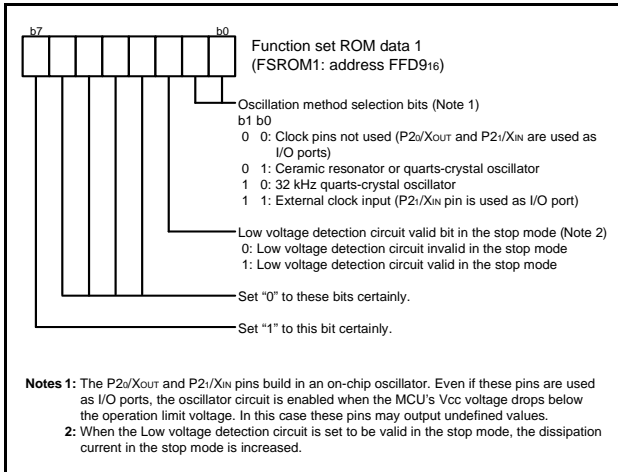 b7 b0
Function set ROM data 1
(FSROM1: address FFD916)
Oscillation method selection bits (Note 1)
b1 b0
0 0: Clock pins not used (P20/XOUT and P21/XIN are used as
I/O ports)
0 1: Ceramic resonator or quarts-crystal oscillator
1 0: 32 kHz quarts-crystal oscillator
1 1: External clock input (P21/XIN pin is used as I/O port)
Low voltage detection circuit valid bit in the stop mode (Note 2)
0: Low voltage detection circuit invalid in the stop mode
1: Low voltage detection circuit valid in the stop mode
Set “0” to these bits certainly.
Set “1” to this bit certainly.
Notes 1: The P20/XOUT and P21/XIN pins build in an on-chip oscillator. Even if these pins are used
as I/O ports, the oscillator circuit is enabled when the MCU's Vcc voltage drops below
the operation limit voltage. In this case these pins may output undefined values.
2: When the Low voltage detection circuit is set to be valid in the stop mode, the dissipation
current in the stop mode is increased.